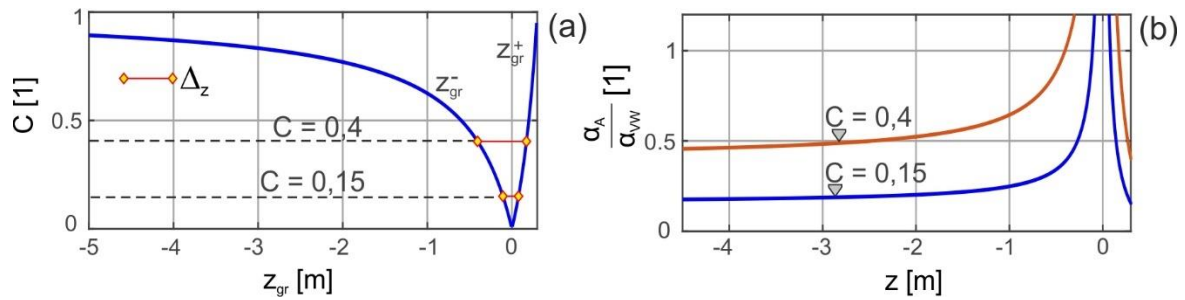 (a)
1
0.5
0
C [1]
Δz
z⁻gr
z⁺gr
C = 0,4
C = 0,15
-5 -4 -3 -2 -1 0
zgr [m]
(b)
1
0.5
0
αA/αVW [1]
C = 0,4
C = 0,15
-4 -3 -2 -1 0
z [m]